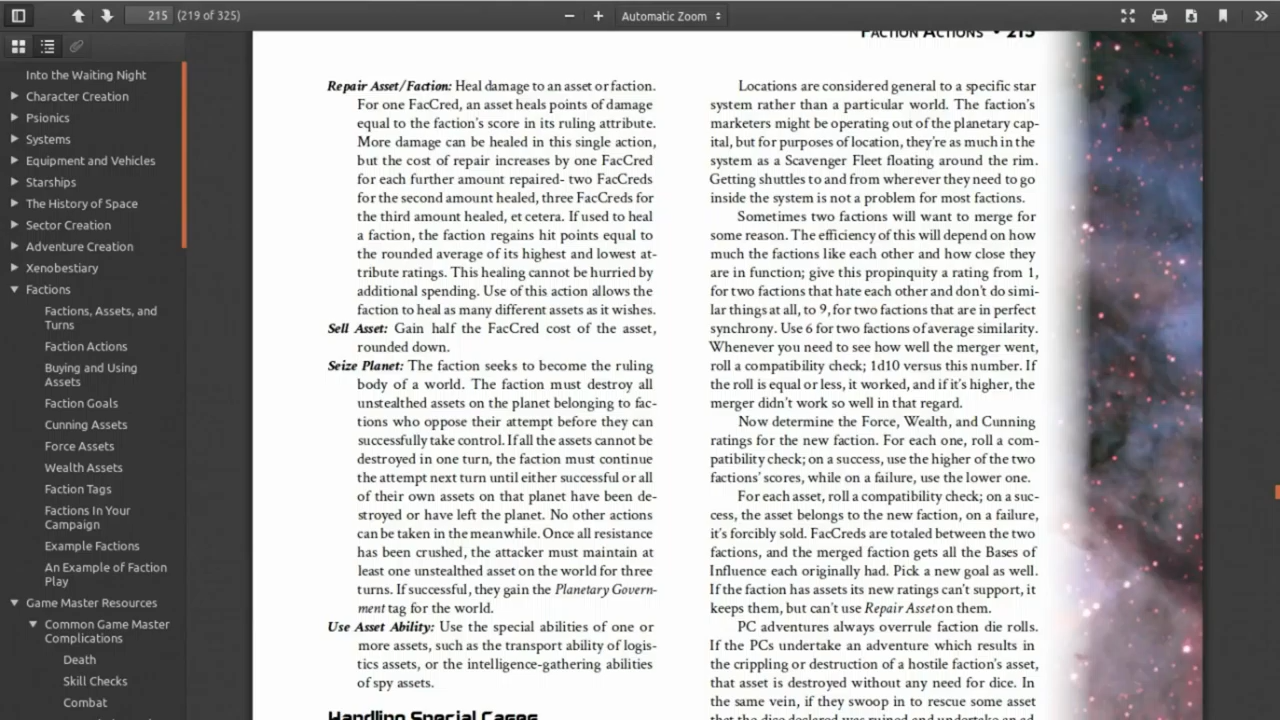 215 (219 of 325)
Automatic Zoom
Into the Waiting Night
Character Creation
Psionics
Systems
Equipment and Vehicles
Starships
The History of Space
Sector Creation
Adventure Creation
Xenobestiary
Factions
Factions, Assets, and
Turns
Faction Actions
Buying and Using
Assets
Faction Goals
Cunning Assets
Force Assets
Wealth Assets
Faction Tags
Factions In Your
Campaign
Example Factions
An Example of Faction
Play
Game Master Resources
Common Game Master
Complications
Death
Skill Checks
Combat
Faction Actions • 215
Repair Asset/Faction: Heal damage to an asset or faction.
For one FacCred, an asset heals points of damage
equal to the faction's score in its ruling attribute.
More damage can be healed in this single action,
but the cost of repair increases by one FacCred
for each further amount repaired- two FacCreds
for the second amount healed, three FacCreds for
the third amount healed, et cetera. If used to heal
a faction, the faction regains hit points equal to
the rounded average of its highest and lowest at-
tribute ratings. This healing cannot be hurried by
additional spending. Use of this action allows the
faction to heal as many different assets as it wishes.
Sell Asset: Gain half the FacCred cost of the asset,
rounded down.
Seize Planet: The faction seeks to become the ruling
body of a world. The faction must destroy all
unstealthed assets on the planet belonging to fac-
tions who oppose their attempt before they can
successfully take control. If all the assets cannot be
destroyed in one turn, the faction must continue
the attempt next turn until either successful or all
of their own assets on that planet have been de-
stroyed or have left the planet. No other actions
can be taken in the meanwhile. Once all resistance
has been crushed, the attacker must maintain at
least one unstealthed asset on the world for three
turns. If successful, they gain the Planetary Govern-
ment tag for the world.
Use Asset Ability: Use the special abilities of one or
more assets, such as the transport ability of logis-
tics assets, or the intelligence-gathering abilities
of spy assets.
Handling Special Cases
Locations are considered general to a specific star
system rather than a particular world. The faction's
marketers might be operating out of the planetary cap-
ital, but for purposes of location, they're as much in the
system as a Scavenger Fleet floating around the rim.
Getting shuttles to and from wherever they need to go
inside the system is not a problem for most factions.
Sometimes two factions will want to merge for
some reason. The efficiency of this will depend on how
much the factions like each other and how close they
are in function; give this propinquity a rating from 1,
for two factions that hate each other and don't do simi-
lar things at all, to 9, for two factions that are in perfect
synchrony. Use 6 for two factions of average similarity.
Whenever you need to see how well the merger went,
roll a compatibility check; 1d10 versus this number. If
the roll is equal or less, it worked, and if it's higher, the
merger didn't work so well in that regard.
Now determine the Force, Wealth, and Cunning
ratings for the new faction. For each one, roll a com-
patibility check; on a success, use the higher of the two
factions' scores, while on a failure, use the lower one.
For each asset, roll a compatibility check; on a suc-
cess, the asset belongs to the new faction, on a failure,
it's forcibly sold. FacCreds are totaled between the two
factions, and the merged faction gets all the Bases of
Influence each originally had. Pick a new goal as well.
If the faction has assets its new ratings can't support, it
keeps them, but can't use Repair Asset on them.
PC adventures always overrule faction die rolls.
If the PCs undertake an adventure which results in
the crippling or destruction of a hostile faction's asset,
that asset is destroyed without any need for dice. In
the same vein, if they swoop in to rescue some asset
that the dice declared was ruined and undertake an ad-